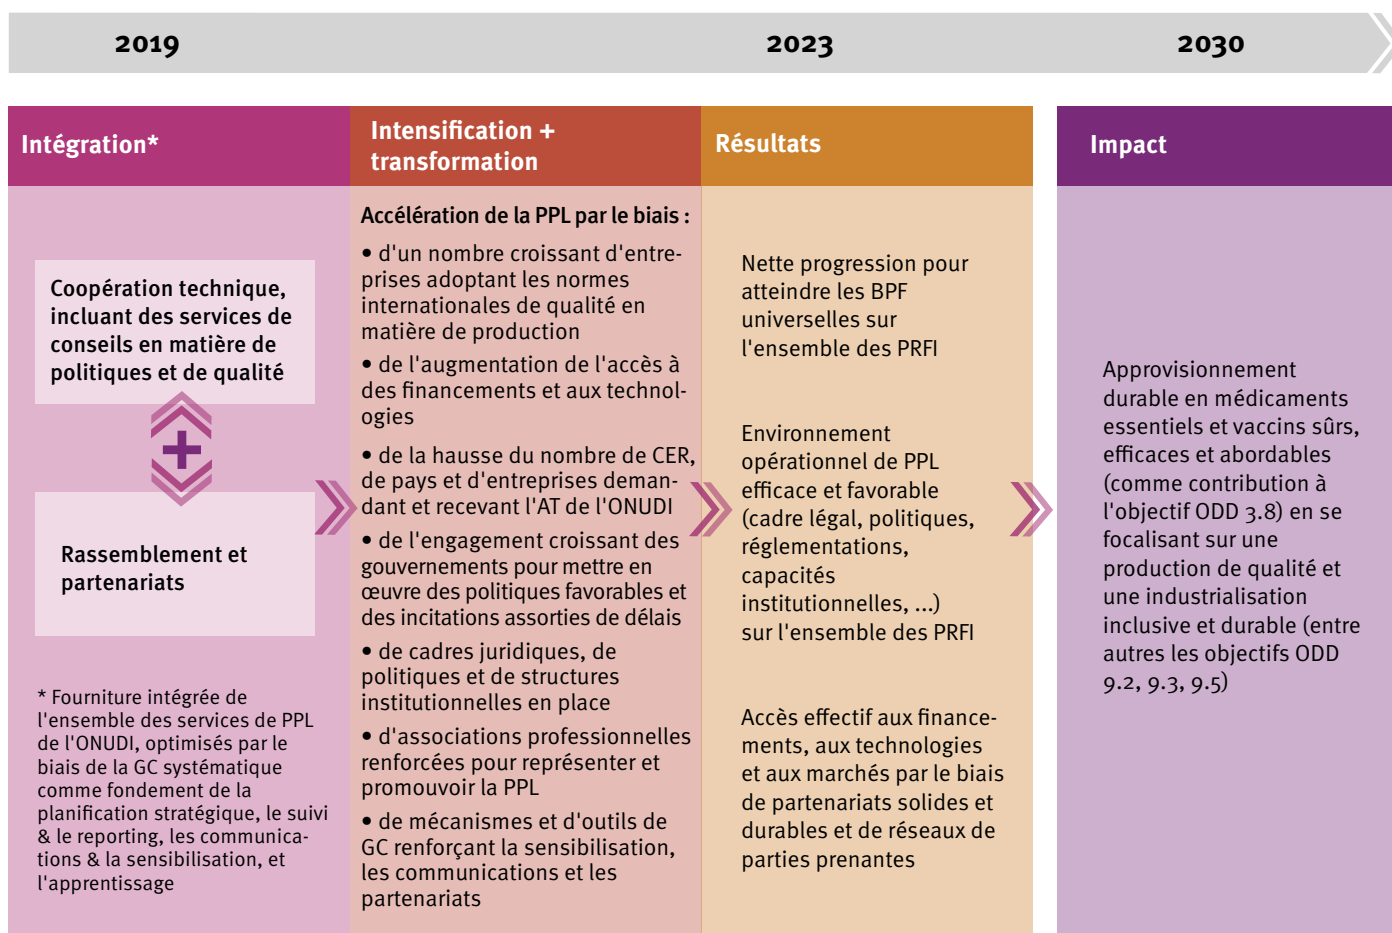 2019
2023
2030
Intégration*
Coopération technique,
incluant des services de
conseils en matière de
politiques et de qualité
+
Rassemblement et
partenariats
* Fourniture intégrée de
l'ensemble des services de PPL
de l'ONUDI, optimisés par le
biais de la GC systématique
comme fondement de la
planification stratégique, le suivi
& le reporting, les communica-
tions & la sensibilisation, et
l'apprentissage
Intensification +
transformation
Accélération de la PPL par le biais :
• d'un nombre croissant d'entre-
prises adoptant les normes
internationales de qualité en
matière de production
• de l'augmentation de l'accès à
des financements et aux technol-
ogies
• de la hausse du nombre de CER,
de pays et d'entreprises deman-
dant et recevant l'AT de l'ONUDI
• de l'engagement croissant des
gouvernements pour mettre en
œuvre des politiques favorables et
des incitations assorties de délais
• de cadres juridiques, de
politiques et de structures
institutionnelles en place
• d'associations professionnelles
renforcées pour représenter et
promouvoir la PPL
• de mécanismes et d'outils de
GC renforçant la sensibilisation,
les communications et les
partenariats
Résultats
Nette progression pour
atteindre les BPF
universelles sur
l'ensemble des PRFI
Environnement
opérationnel de PPL
efficace et favorable
(cadre légal, politiques,
réglementations,
capacités
institutionnelles, ...)
sur l'ensemble des PRFI
Accès effectif aux finance-
ments, aux technologies
et aux marchés par le biais
de partenariats solides et
durables et de réseaux de
parties prenantes
Impact
Approvisionnement
durable en médicaments
essentiels et vaccins sûrs,
efficaces et abordables
(comme contribution à
l'objectif ODD 3.8) en se
focalisant sur une
production de qualité et
une industrialisation
inclusive et durable (entre
autres les objectifs ODD
9.2, 9.3, 9.5)